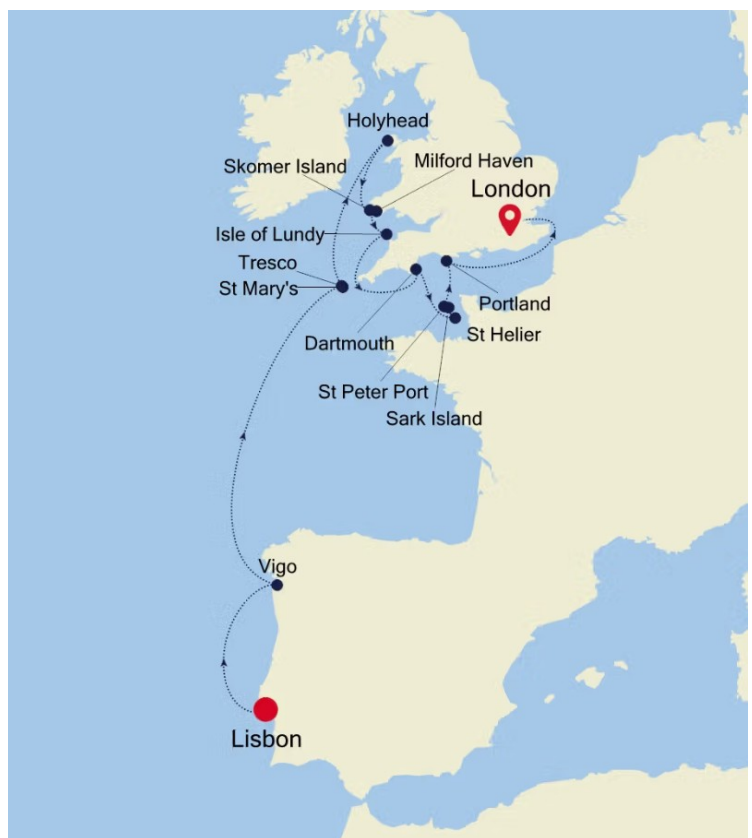 Holyhead
Skomer Island
Milford Haven
London
Isle of Lundy
Tresco
St Mary's
Portland
Dartmouth
St Helier
St Peter Port
Sark Island
Vigo
Lisbon